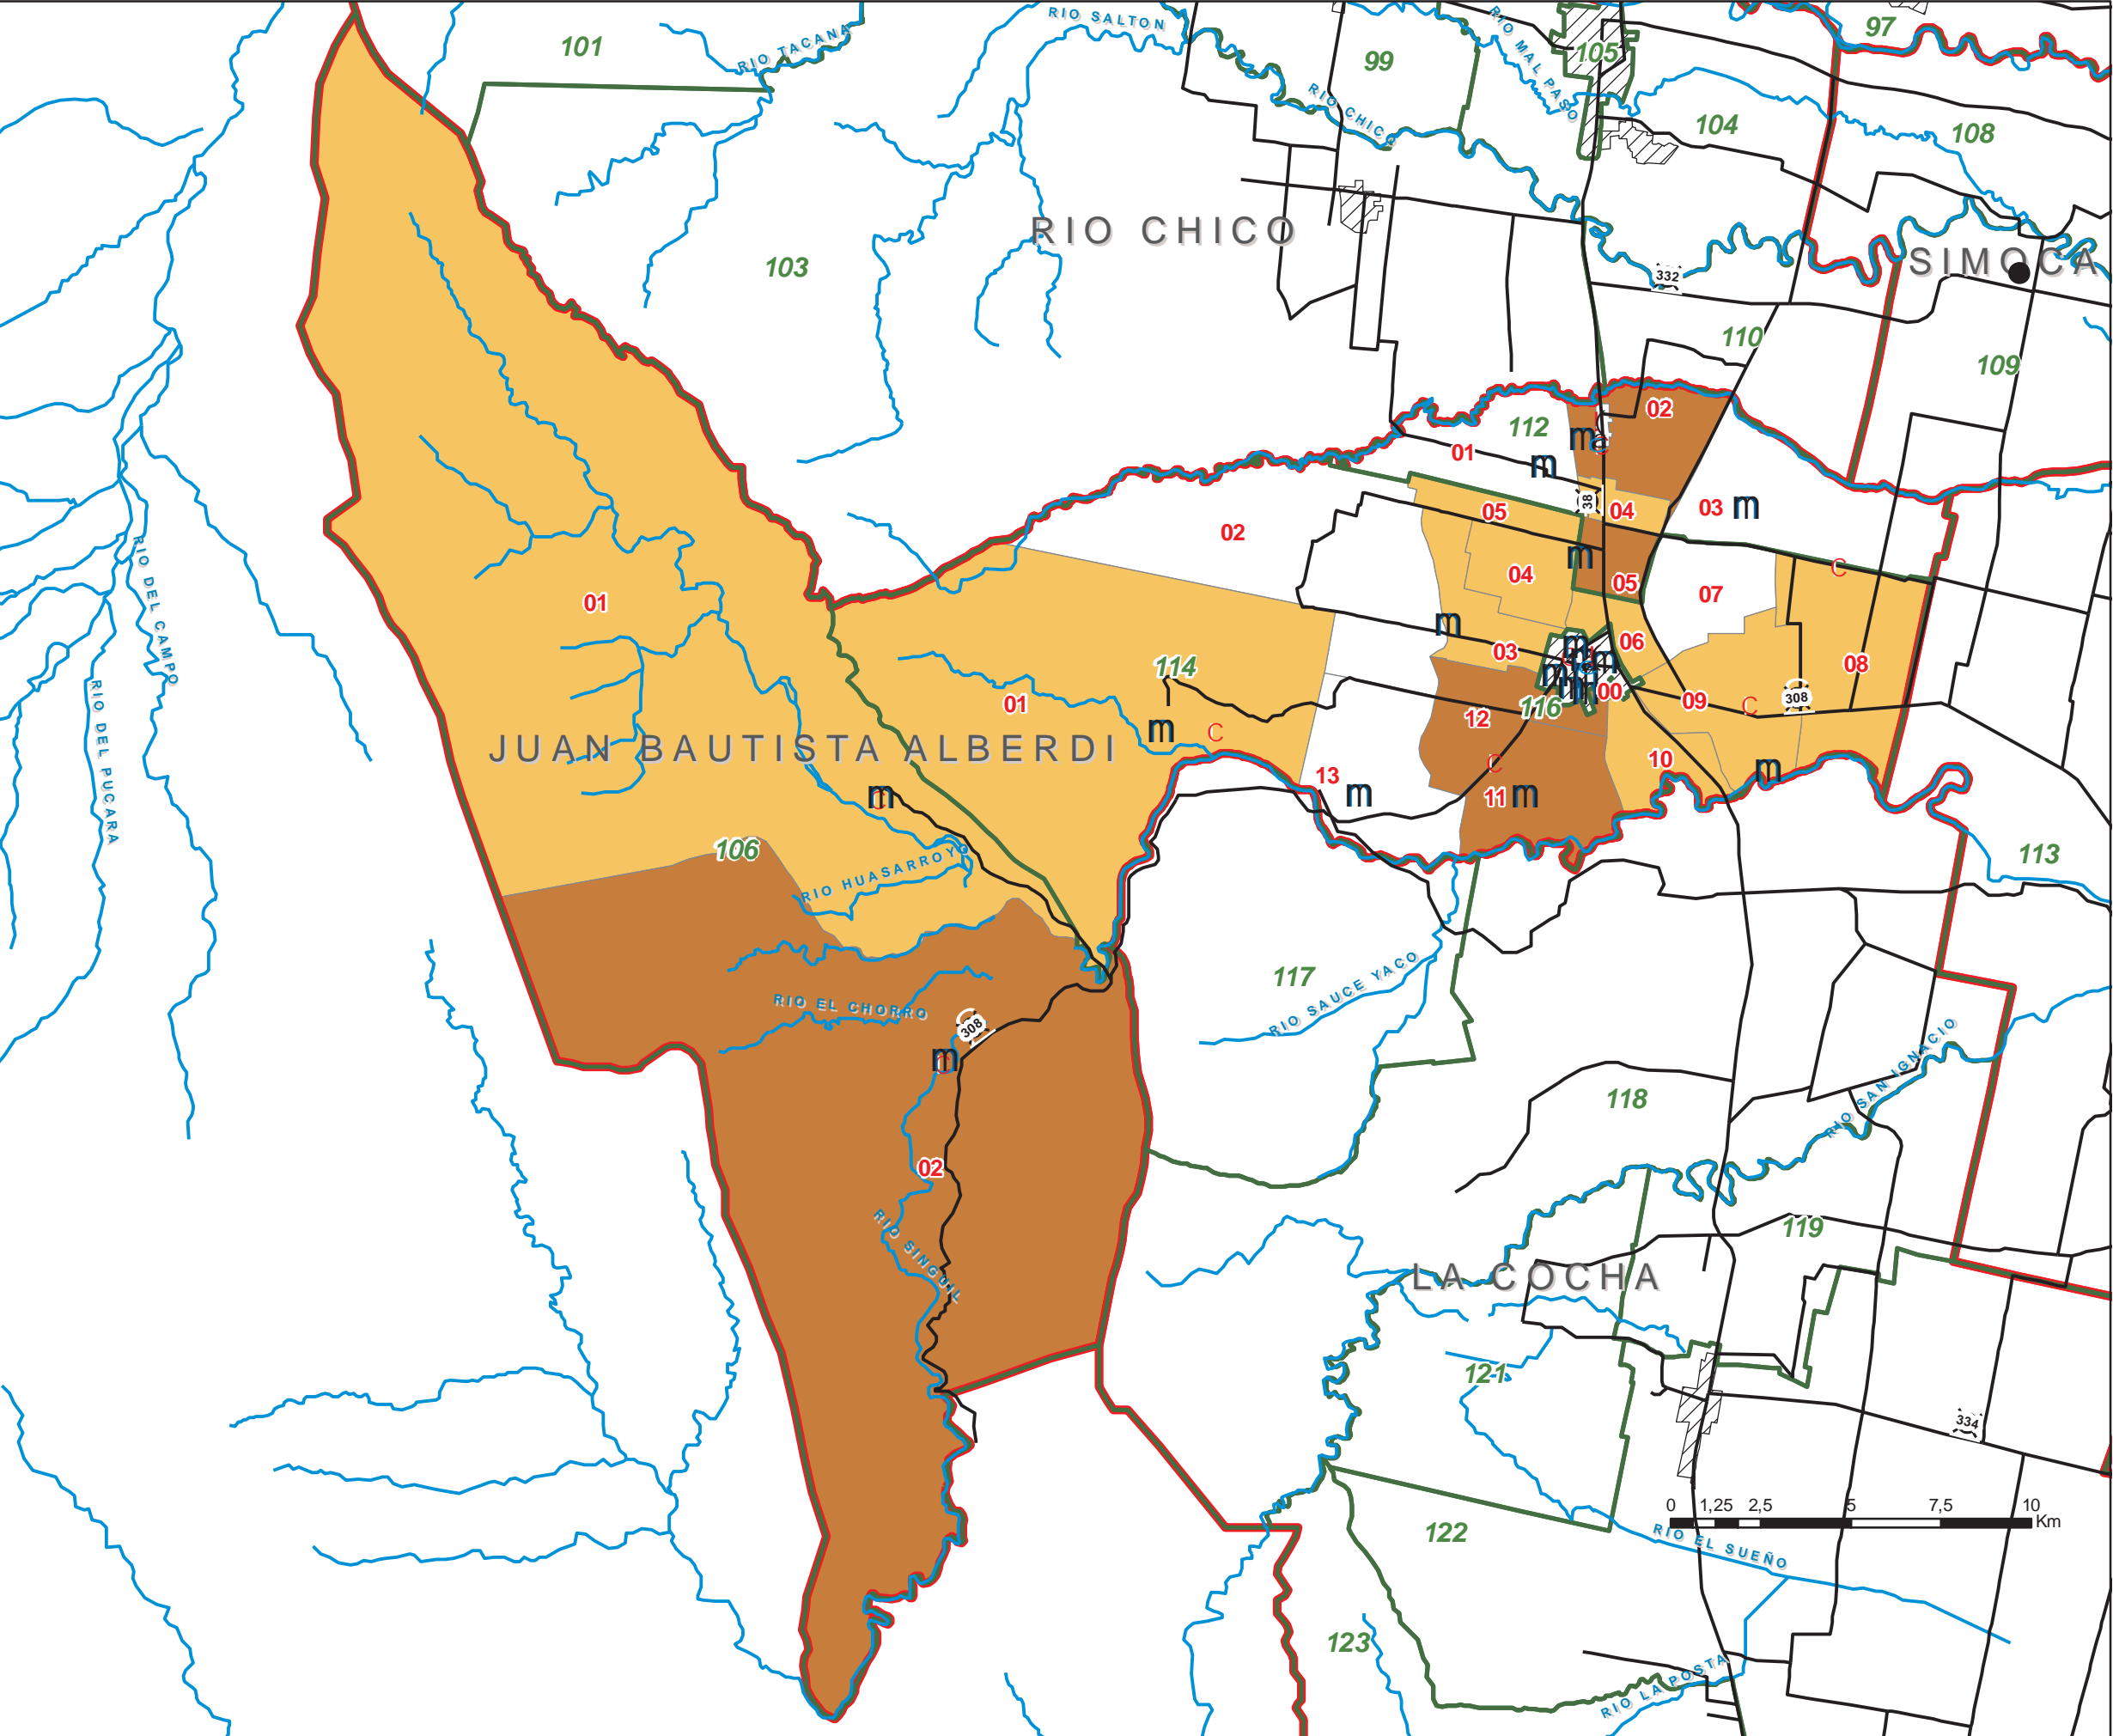 RIO SALTON
97
101
RIO TACANA
99
RIO MAL PASO
105
RIO CHICO
104
108
RIO CHICO
103
SIMOCA
332
110
109
02
112
01
m
m
C
38
05
04
03 m
02
m
C
04
05
07
01
m
03
06
m
m
m
m
m
08
114
01
00
116
09
C
308
12
m
C
JUAN BAUTISTA ALBERDI
10
m
13
m
C
11 m
m
C
106
RIO HUASARROYO
113
RIO DEL CAMPO
RIO DEL PUCARA
117
RIO SAUCE YACO
RIO EL CHORRO
308
m
C
RIO SAN IGNACIO
118
02
RIO SINGUIL
119
LA COCHA
121
334
0 1,25 2,5 5 7,5 10
Km
122
RIO EL SUEÑO
123
RIO LA POSTA